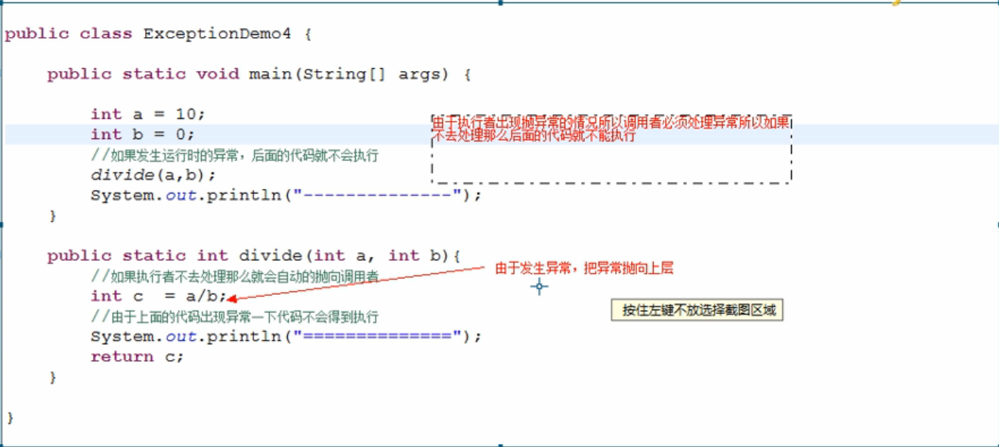 public class ExceptionDemo4 {
public static void main(String[] args) {
int a = 10;
int b = 0;
由于执行者出现抛异常的情况所以调用者必须处理异常所以如果
不去处理那么后面的代码就不能执行
//如果发生运行时的异常，后面的代码就不会执行
divide(a,b);
System.out.println("--------------");
}
public static int divide(int a, int b){
//如果执行者不去处理那么就会自动的抛向调用者
由于发生异常，把异常抛向上层
int c  = a/b;
按住左键不放选择截图区域
//由于上面的代码出现异常一下代码不会得到执行
System.out.println("==============");
return c;
}
}